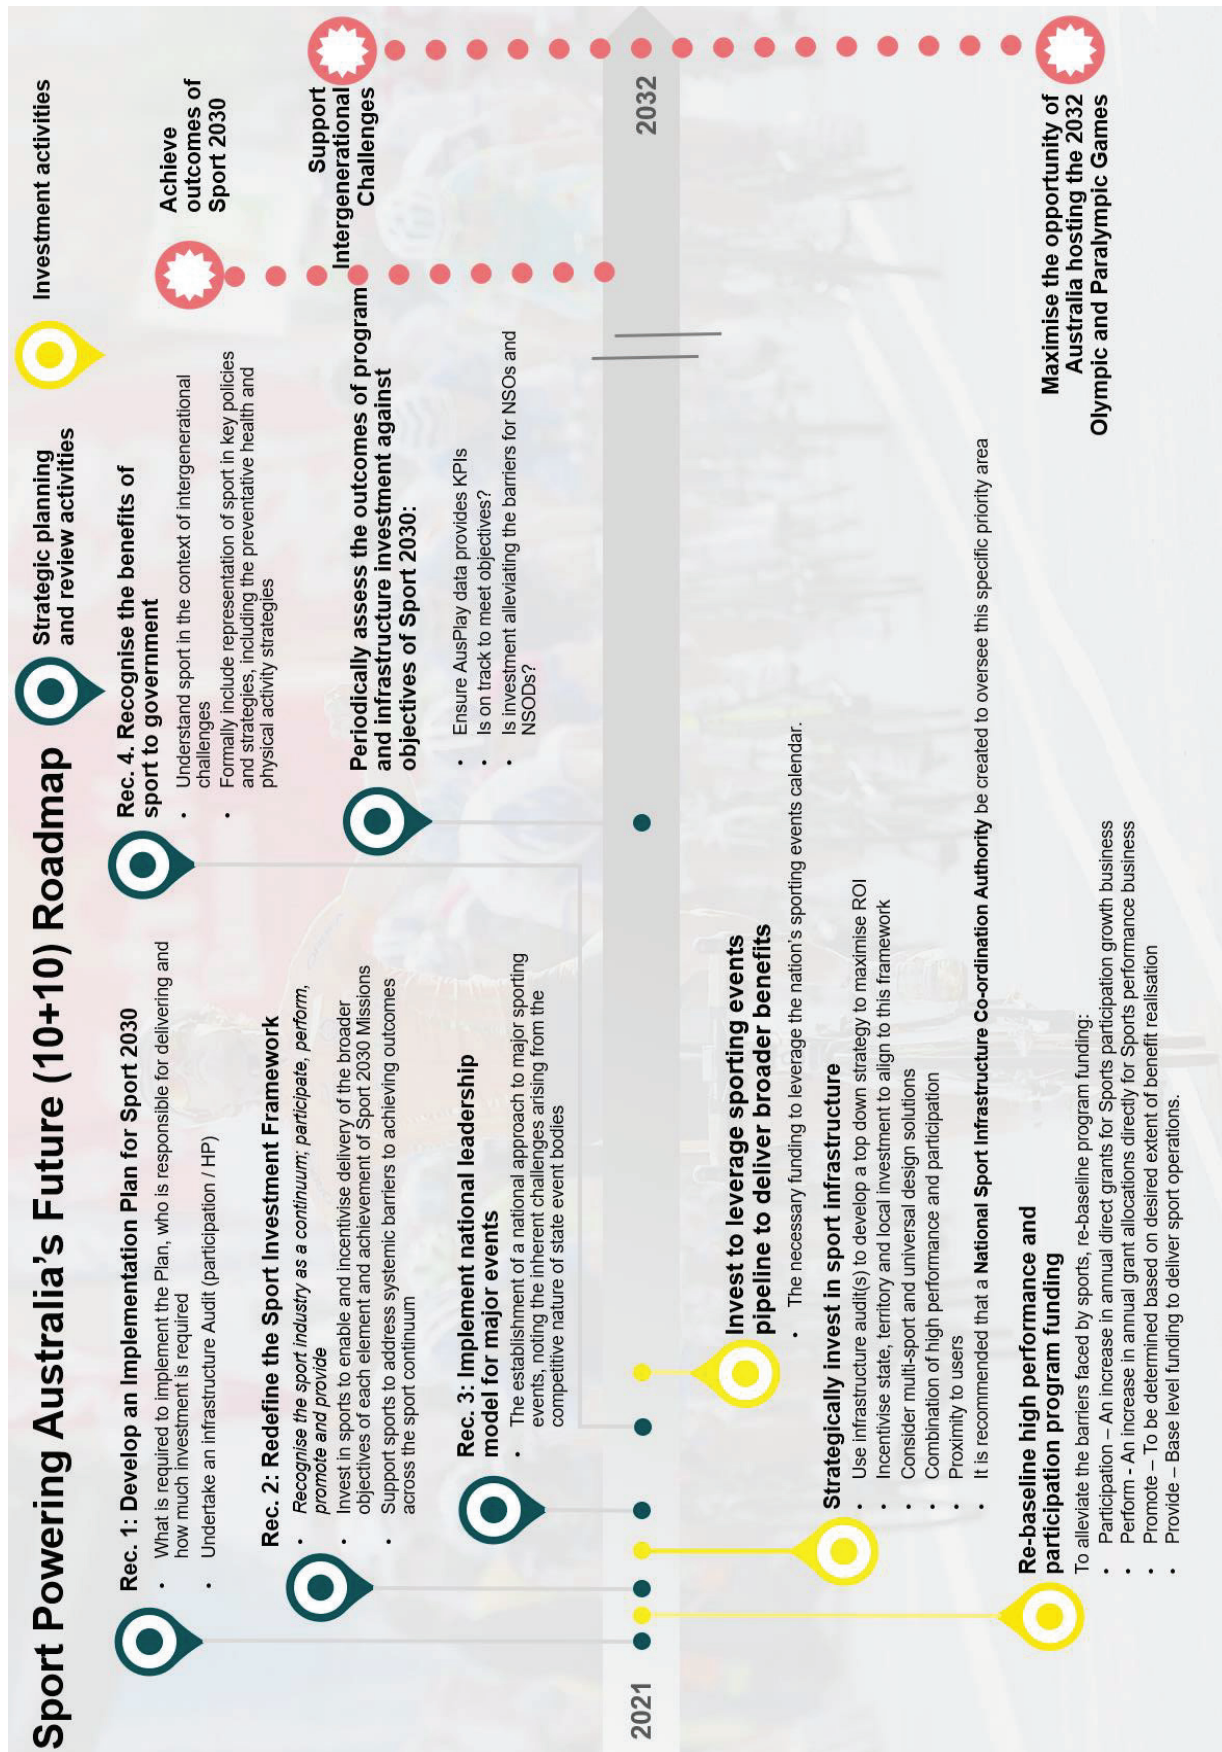 Sport Powering Australia's Future (10+10) Roadmap
Strategic planning
and review activities
Investment activities
Rec. 1: Develop an Implementation Plan for Sport 2030
• What is required to implement the Plan, who is responsible for delivering and
how much investment is required
• Undertake an infrastructure Audit (participation / HP)
Rec. 2: Redefine the Sport Investment Framework
• Recognise the sport industry as a continuum; participate, perform,
promote and provide
• Invest in sports to enable and incentivise delivery of the broader
objectives of each element and achievement of Sport 2030 Missions
• Support sports to address systemic barriers to achieving outcomes
across the sport continuum
Rec. 3: Implement national leadership
model for major events
• The establishment of a national approach to major sporting
events, noting the inherent challenges arising from the
competitive nature of state event bodies
Rec. 4. Recognise the benefits of
sport to government
• Understand sport in the context of intergenerational
challenges
• Formally include representation of sport in key policies
and strategies, including the preventative health and
physical activity strategies
Periodically assess the outcomes of program
and infrastructure investment against
objectives of Sport 2030:
• Ensure AusPlay data provides KPIs
• Is on track to meet objectives?
• Is investment alleviating the barriers for NSOs and
NSODs?
Achieve
outcomes of
Sport 2030
Support
Intergenerational
Challenges
2021
2032
Invest to leverage sporting events
pipeline to deliver broader benefits
• The necessary funding to leverage the nation's sporting events calendar.
Strategically invest in sport infrastructure
• Use infrastructure audit(s) to develop a top down strategy to maximise ROI
• Incentivise state, territory and local investment to align to this framework
• Consider multi-sport and universal design solutions
• Combination of high performance and participation
• Proximity to users
• It is recommended that a National Sport Infrastructure Co-ordination Authority be created to oversee this specific priority area
Re-baseline high performance and
participation program funding
To alleviate the barriers faced by sports, re-baseline program funding:
• Participation – An increase in annual direct grants for Sports participation growth business
• Perform - An increase in annual grant allocations directly for Sports performance business
• Promote – To be determined based on desired extent of benefit realisation
• Provide – Base level funding to deliver sport operations.
Maximise the opportunity of
Australia hosting the 2032
Olympic and Paralympic Games